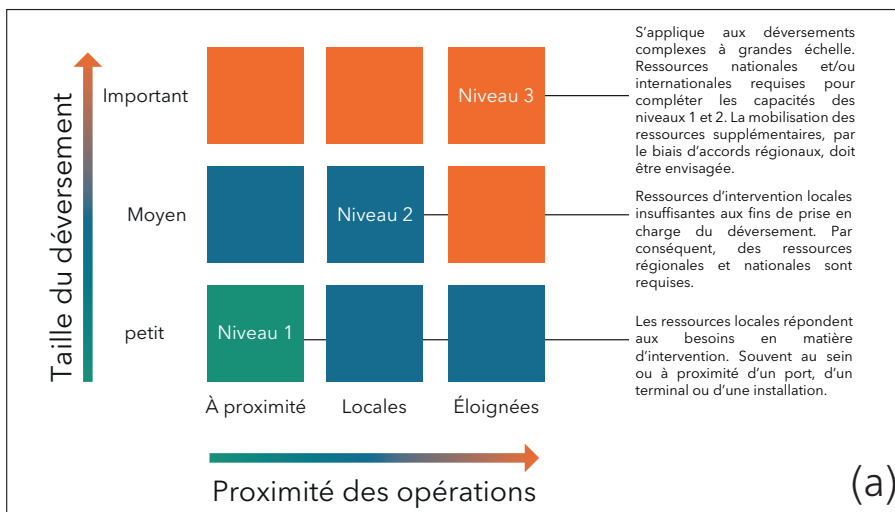 Taille du déversement
Important
Moyen
petit
Niveau 3
Niveau 2
Niveau 1
À proximité
Locales
Éloignées
Proximité des opérations
S’applique aux déversements
complexes à grandes échelle.
Ressources nationales et/ou
internationales requises pour
compléter les capacités des
niveaux 1 et 2. La mobilisation des
ressources supplémentaires, par
le biais d’accords régionaux, doit
être envisagée.
Ressources d’intervention locales
insuffisantes aux fins de prise en
charge du déversement. Par
conséquent, des ressources
régionales et nationales sont
requises.
Les ressources locales répondent
aux besoins en matière
d’intervention. Souvent au sein
ou à proximité d’un port, d’un
terminal ou d’une installation.
(a)